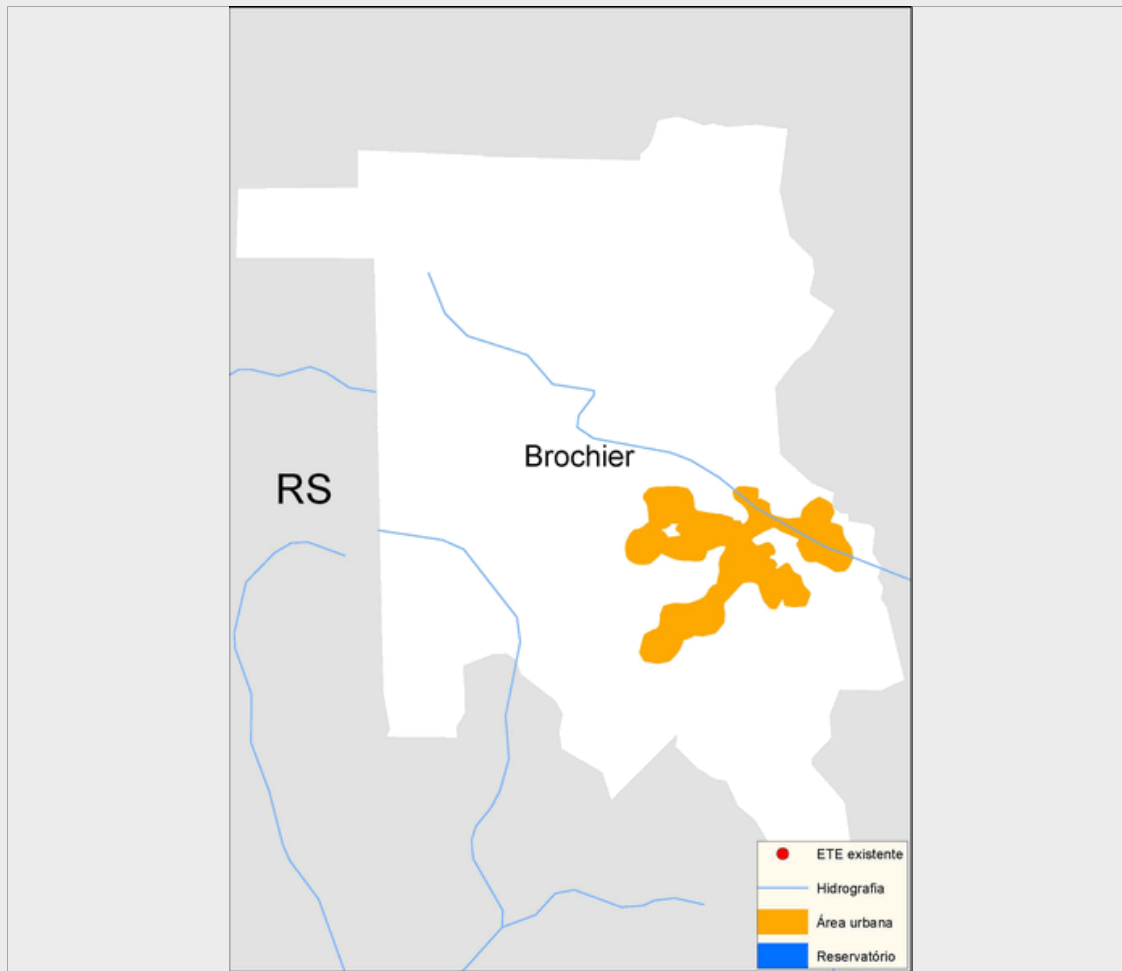 Brochier
RS
ETE existente
Hidrografia
Área urbana
Reservatório